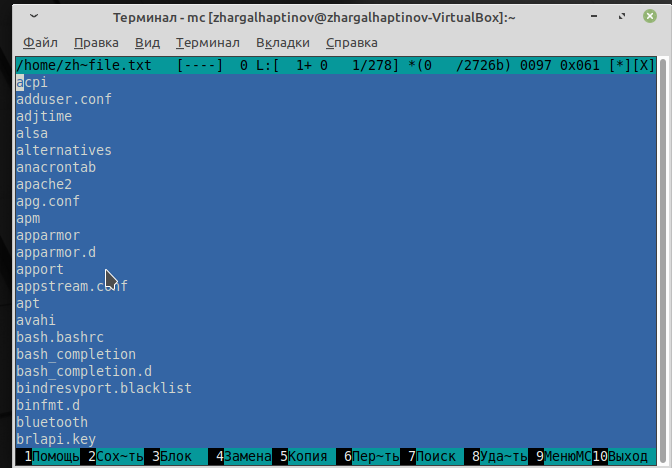 Терминал - mc [zhargalhaptinov@zhargalhaptinov-VirtualBox]:~
Файл Правка Вид Терминал Вкладки Справка
/home/zh~file.txt [----] 0 L:[ 1+ 0 1/278] *(0 /2726b) 0097 0x061 [*][X]
acpi
adduser.conf
adjtime
alsa
alternatives
anacrontab
apache2
apg.conf
apm
apparmor
apparmor.d
apport
appstream.conf
apt
avahi
bash.bashrc
bash_completion
bash_completion.d
bindresvport.blacklist
binfmt.d
bluetooth
brlapi.key
1Помощь 2Сох~ть 3Блок 4Замена 5Копия 6Пер~ть 7Поиск 8Уда~ть 9МенюMC 10Выход